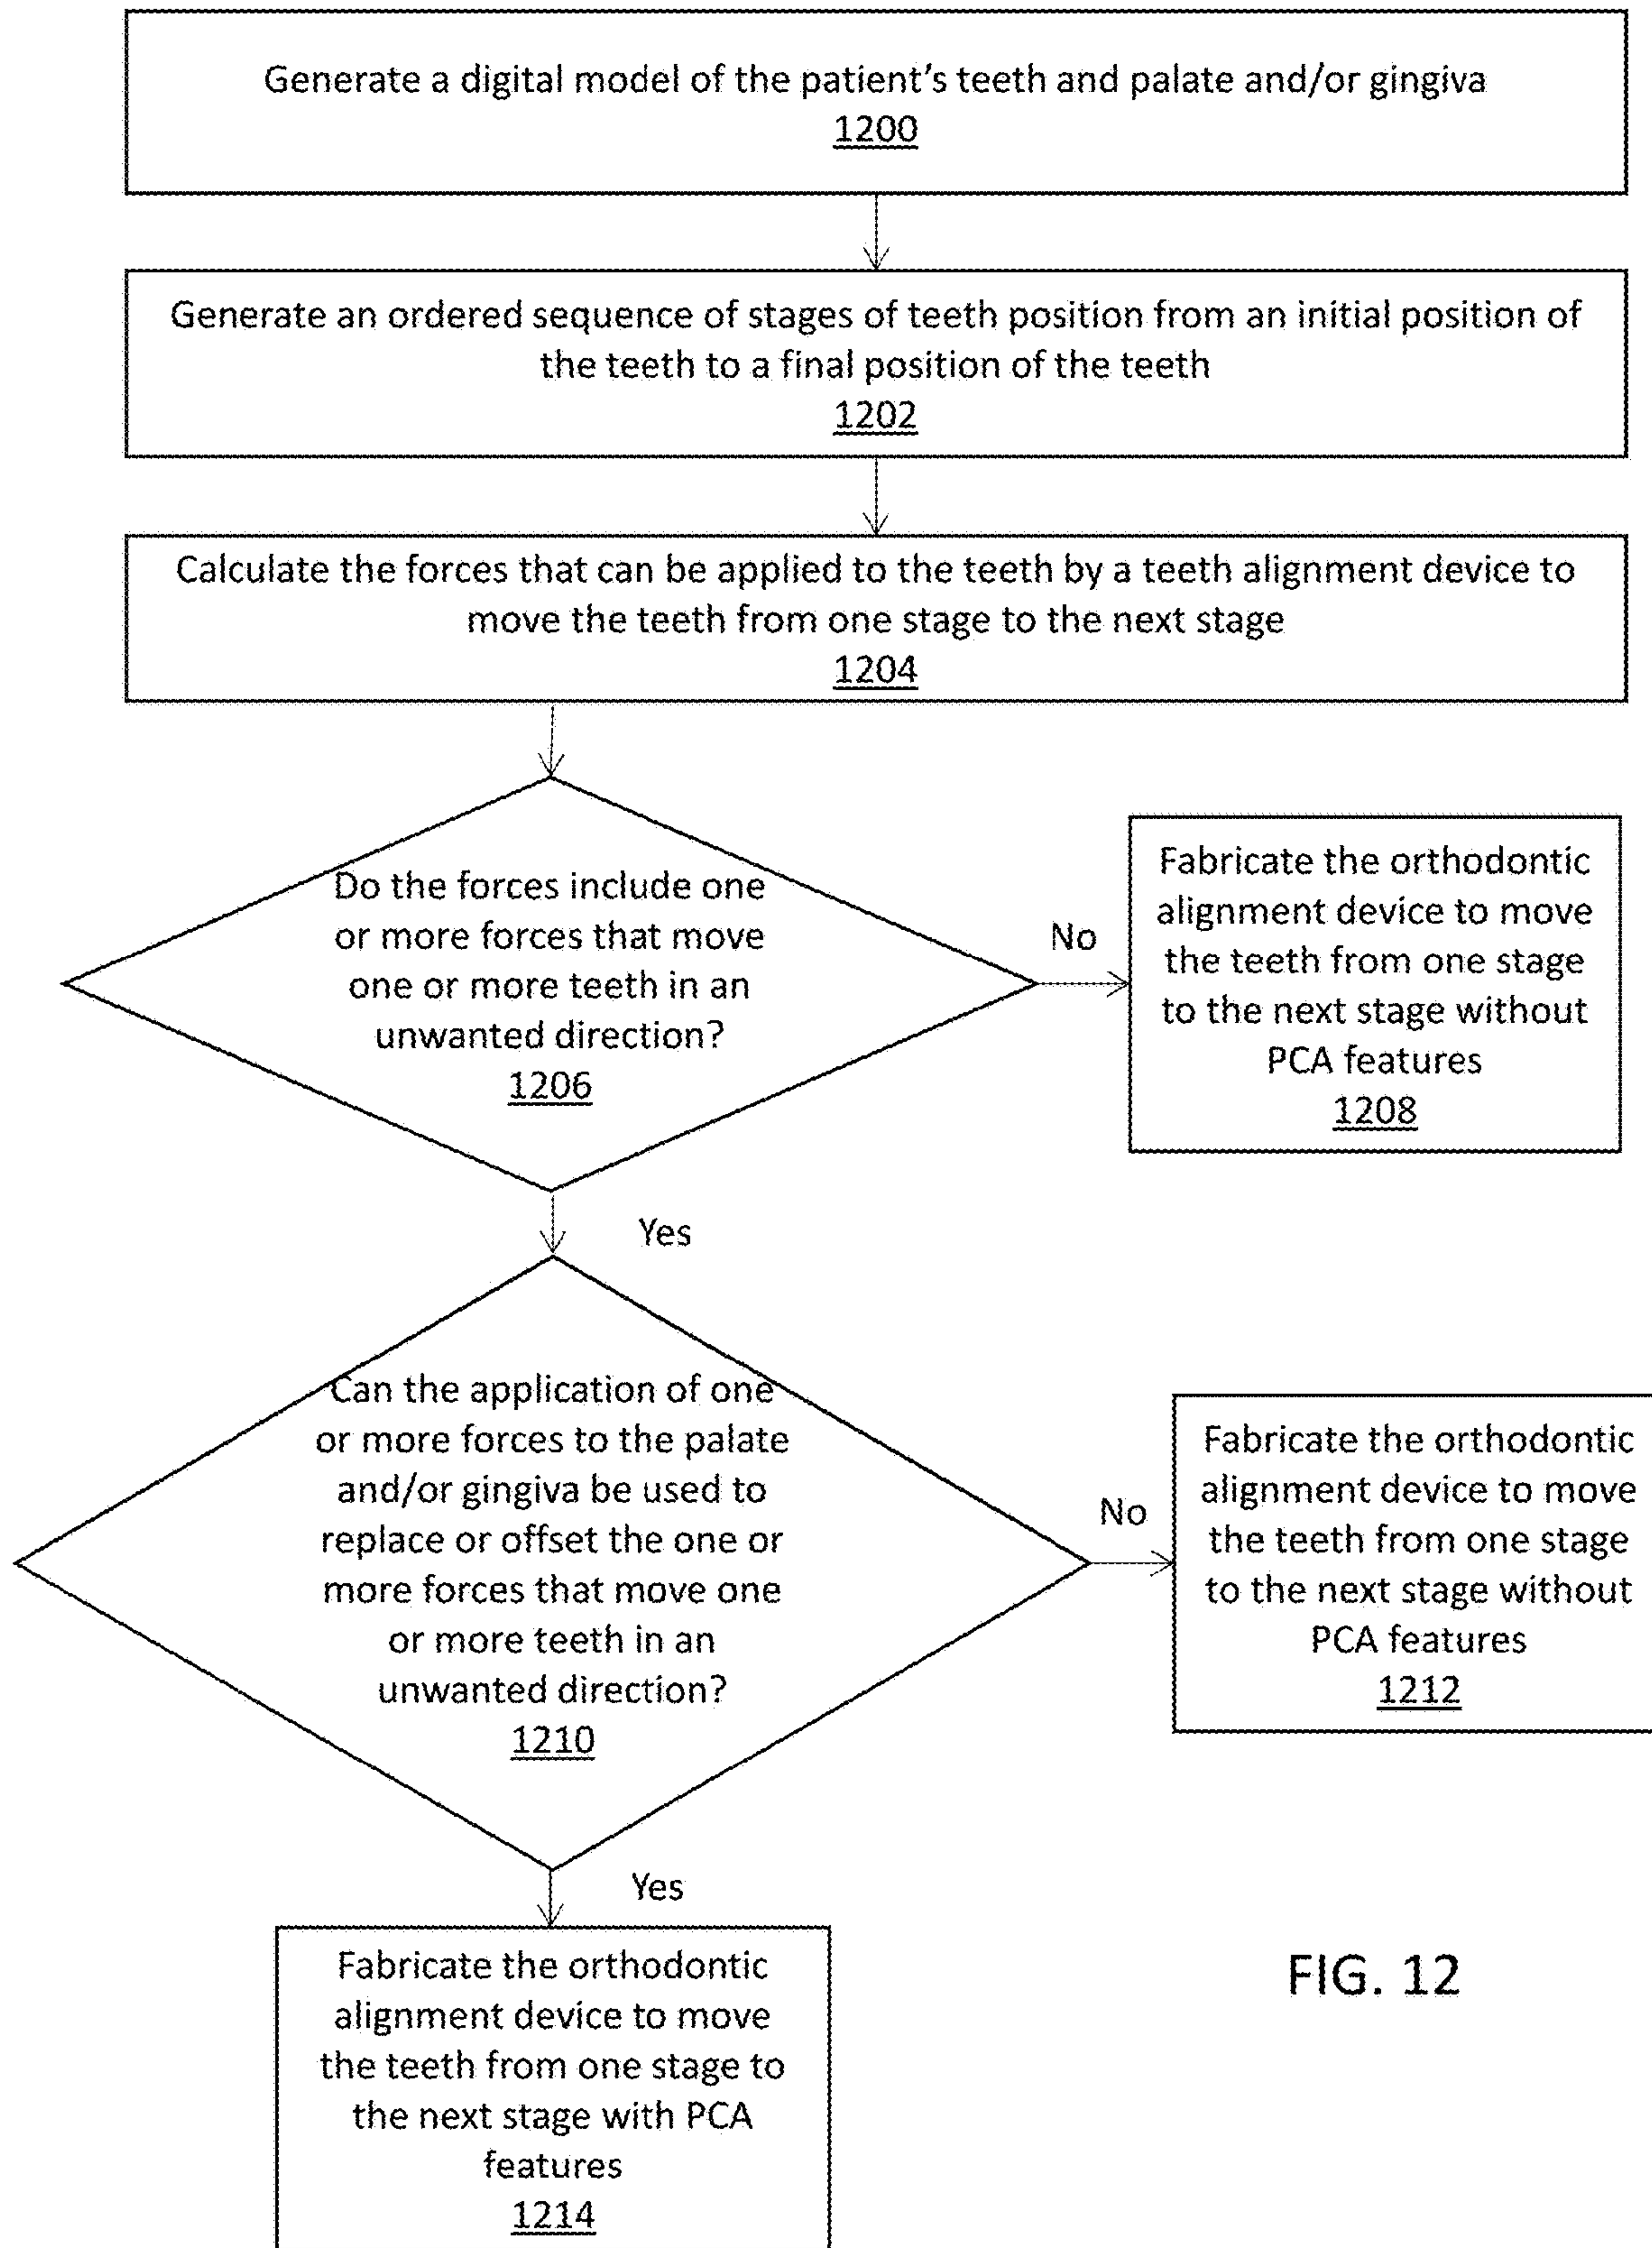 Generate a digital model of the patient's teeth and palate and/or gingiva
1200
Generate an ordered sequence of stages of teeth position from an initial position of
the teeth to a final position of the teeth
1202
Calculate the forces that can be applied to the teeth by a teeth alignment device to
move the teeth from one stage to the next stage
1204
Do the forces include one
or more forces that move
one or more teeth in an
unwanted direction?
1206
No
Fabricate the orthodontic
alignment device to move
the teeth from one stage
to the next stage without
PCA features
1208
Yes
Can the application of one
or more forces to the palate
and/or gingiva be used to
replace or offset the one or
more forces that move one
or more teeth in an
unwanted direction?
1210
No
Fabricate the orthodontic
alignment device to move
the teeth from one stage
to the next stage without
PCA features
1212
Yes
Fabricate the orthodontic
alignment device to move
the teeth from one stage to
the next stage with PCA
features
1214
FIG. 12